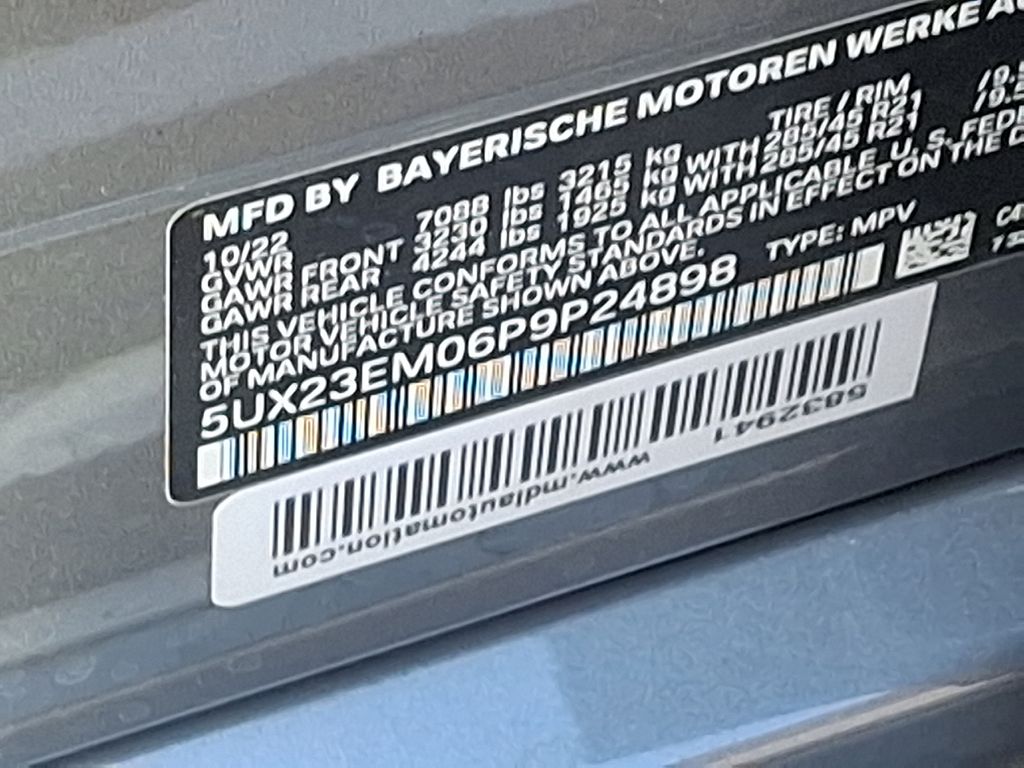 MFD BY BAYERISCHE MOTOREN WERKE
10/22 TIRE / RIM
GVWR 7088 lbs 3215 kg
GAWR FRONT 3230 lbs 1465 kg WITH 285/45 R21
GAWR REAR 4244 lbs 1925 kg WITH 285/45 R21
THIS VEHICLE CONFORMS TO ALL APPLICABLE U. S.
MOTOR VEHICLE SAFETY STANDARDS IN EFFECT ON THE
OF MANUFACTURE SHOWN ABOVE.
5UX23EM06P9P24898 TYPE: MPV
5832941
www.mdlautomation.com